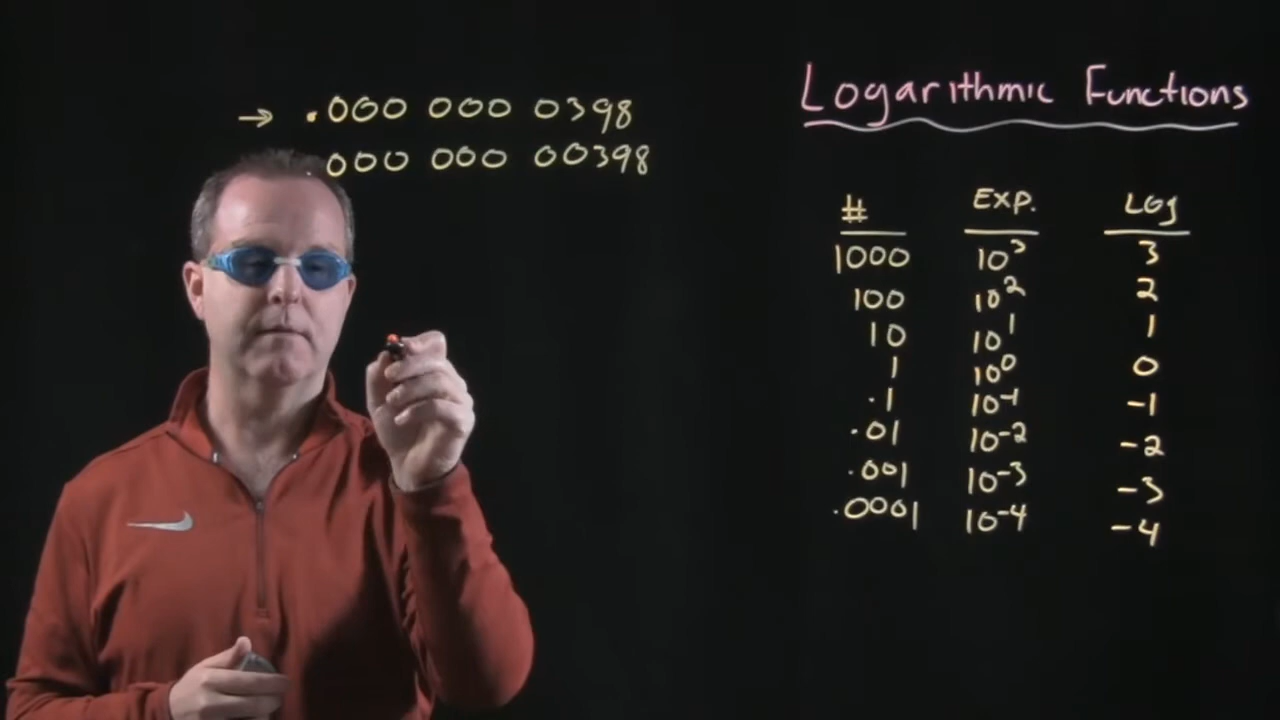 → .000 000 0398
.000 000 00398
Logarithmic Functions
# Exp. Log
1000 10³ 3
100 10² 2
10 10¹ 1
1 10⁰ 0
.1 10⁻¹ -1
.01 10⁻² -2
.001 10⁻³ -3
.0001 10⁻⁴ -4